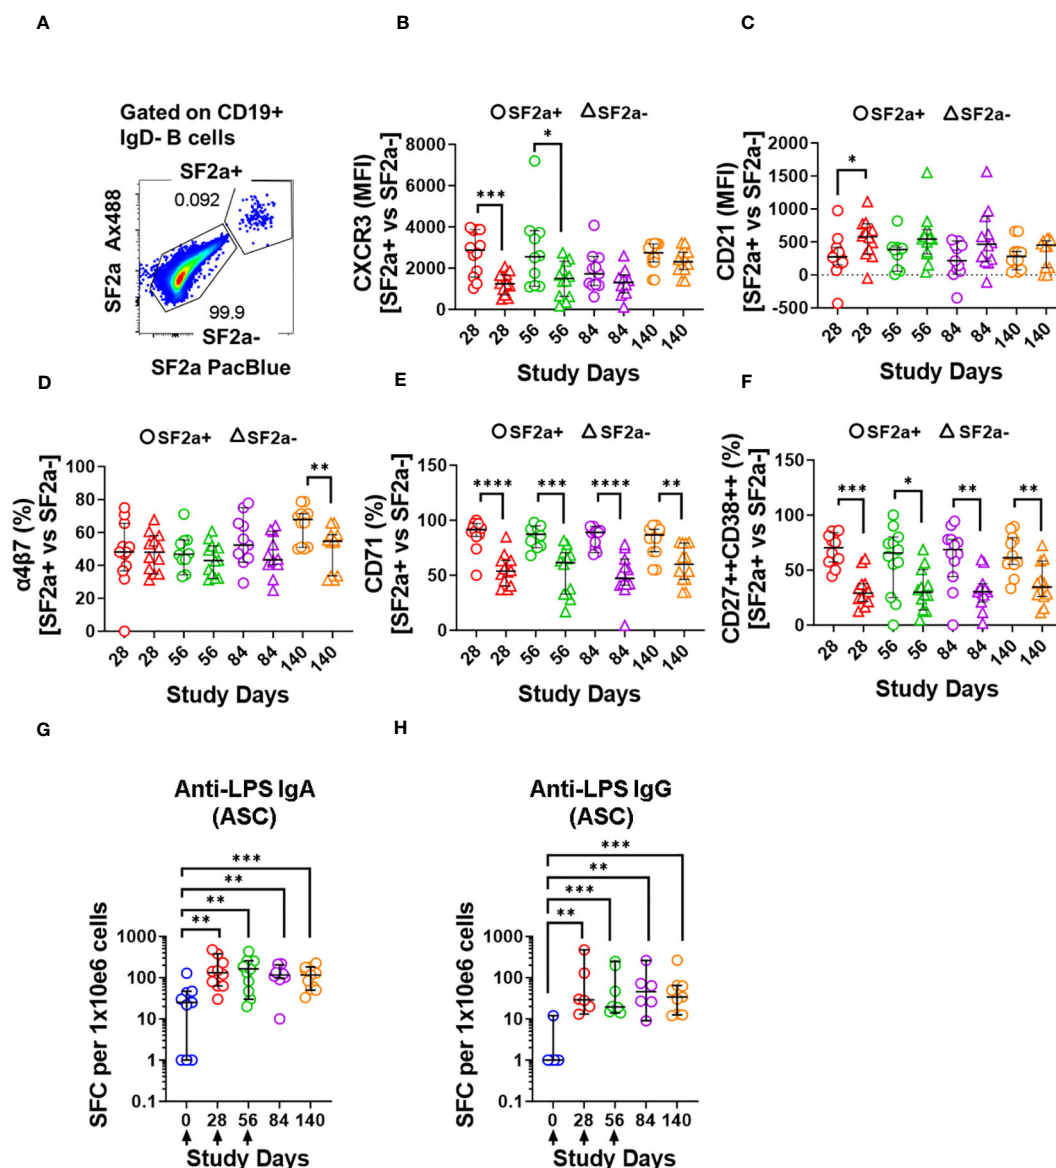 A
B
C
Gated on CD19+
IgD- B cells
SF2a+
0.092
99.9
SF2a-
SF2a Ax488
SF2a PacBlue
SF2a+ SF2a-
CXCR3 (MFI)
[SF2a+ vs SF2a-]
8000
6000
4000
2000
0
*** *
28 28 56 56 84 84 140 140
Study Days
SF2a+ SF2a-
CD21 (MFI)
[SF2a+ vs SF2a-]
2000
1500
1000
500
0
-500
*
28 28 56 56 84 84 140 140
Study Days
D
E
F
SF2a+ SF2a-
α4β7 (%)
[SF2a+ vs SF2a-]
100
80
60
40
20
0
**
28 28 56 56 84 84 140 140
Study Days
SF2a+ SF2a-
CD71 (%)
[SF2a+ vs SF2a-]
150
100
50
0
**** *** **** **
28 28 56 56 84 84 140 140
Study Days
SF2a+ SF2a-
CD27++CD38++ (%)
[SF2a+ vs SF2a-]
150
100
50
0
*** * ** **
28 28 56 56 84 84 140 140
Study Days
G
H
Anti-LPS IgA
(ASC)
SFC per 1x10e6 cells
***
**
**
**
1000
100
10
1
0.1
0 28 56 84 140
Study Days
Anti-LPS IgG
(ASC)
SFC per 1x10e6 cells
***
**
***
**
1000
100
10
1
0.1
0 28 56 84 140
Study Days